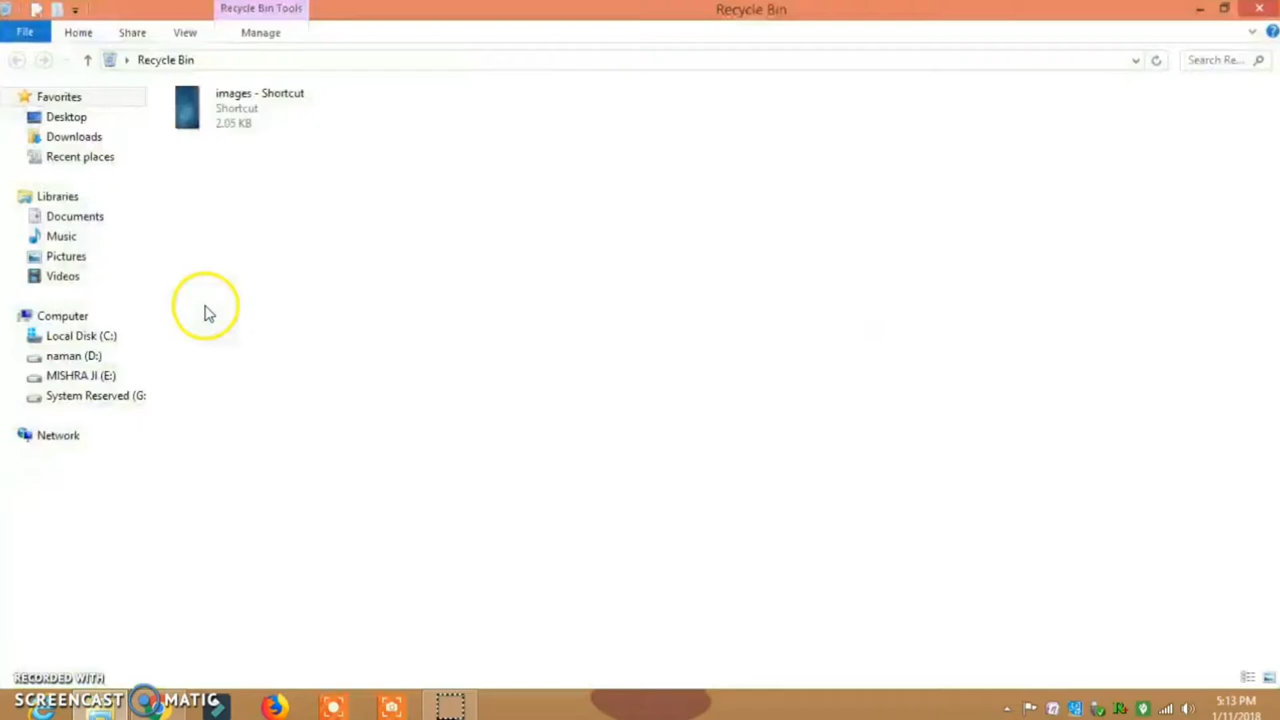 Recycle Bin Tools
Recycle Bin
File
Home
Share
View
Manage
Recycle Bin
Search Re...
Favorites
Desktop
Downloads
Recent places
Libraries
Documents
Music
Pictures
Videos
Computer
Local Disk (C:)
naman (D:)
MISHRA JI (E:)
System Reserved (G:
Network
images - Shortcut
Shortcut
2.05 KB
RECORDED WITH
SCREENCAST MATIC
5:13 PM
1/11/2018